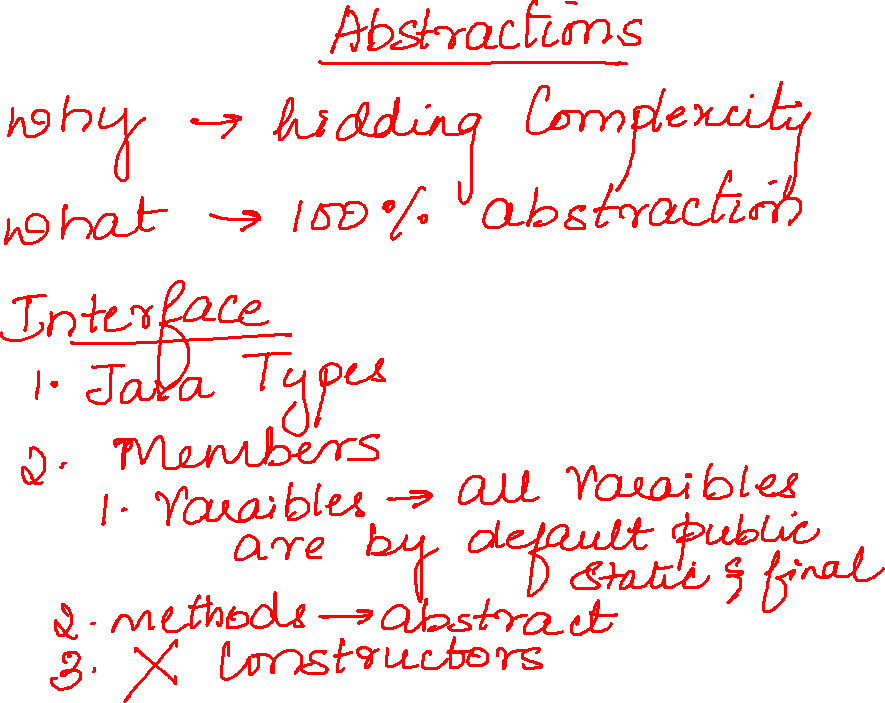 Abstractions
why → hidding Complexcity
what → 100% abstraction
Interface
1. Java Types
2. Members
1. Varaibles → all Varaibles
are by default public
static & final
2. methods → abstract
3. X Constructors